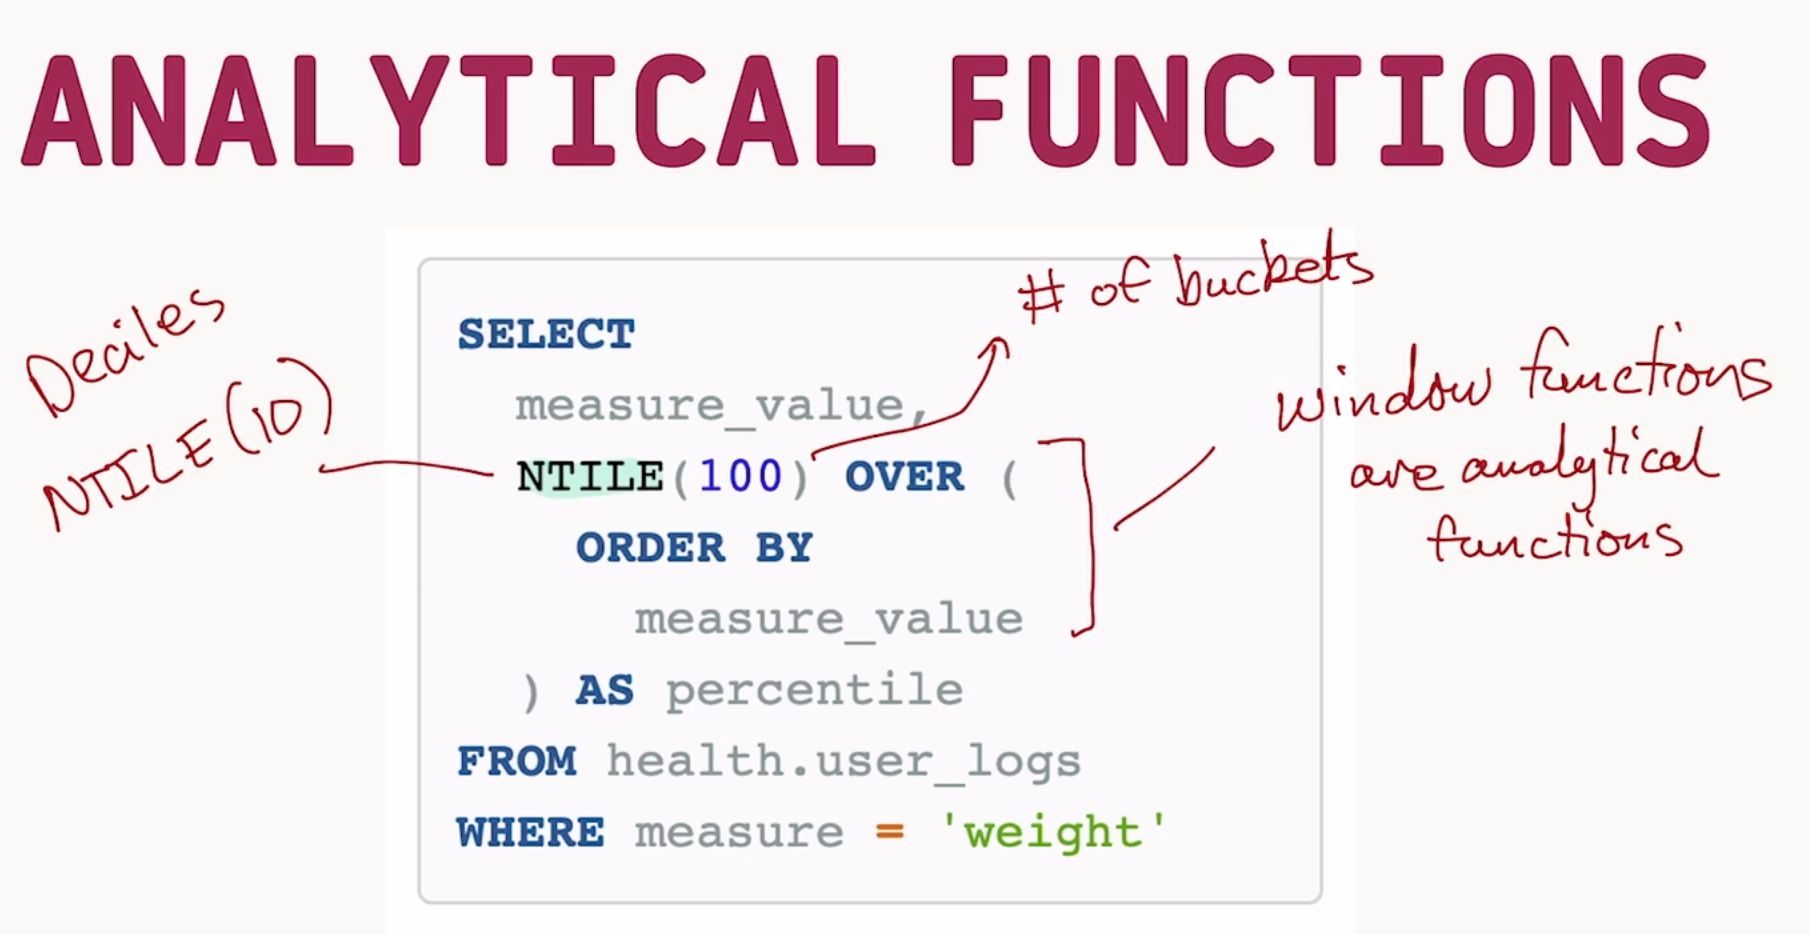 ANALYTICAL FUNCTIONS
Deciles
NTILE(10)
SELECT
measure_value,
NTILE(100) OVER (
ORDER BY
measure_value
) AS percentile
FROM health.user_logs
WHERE measure = 'weight'
# of buckets
window functions
are analytical
functions